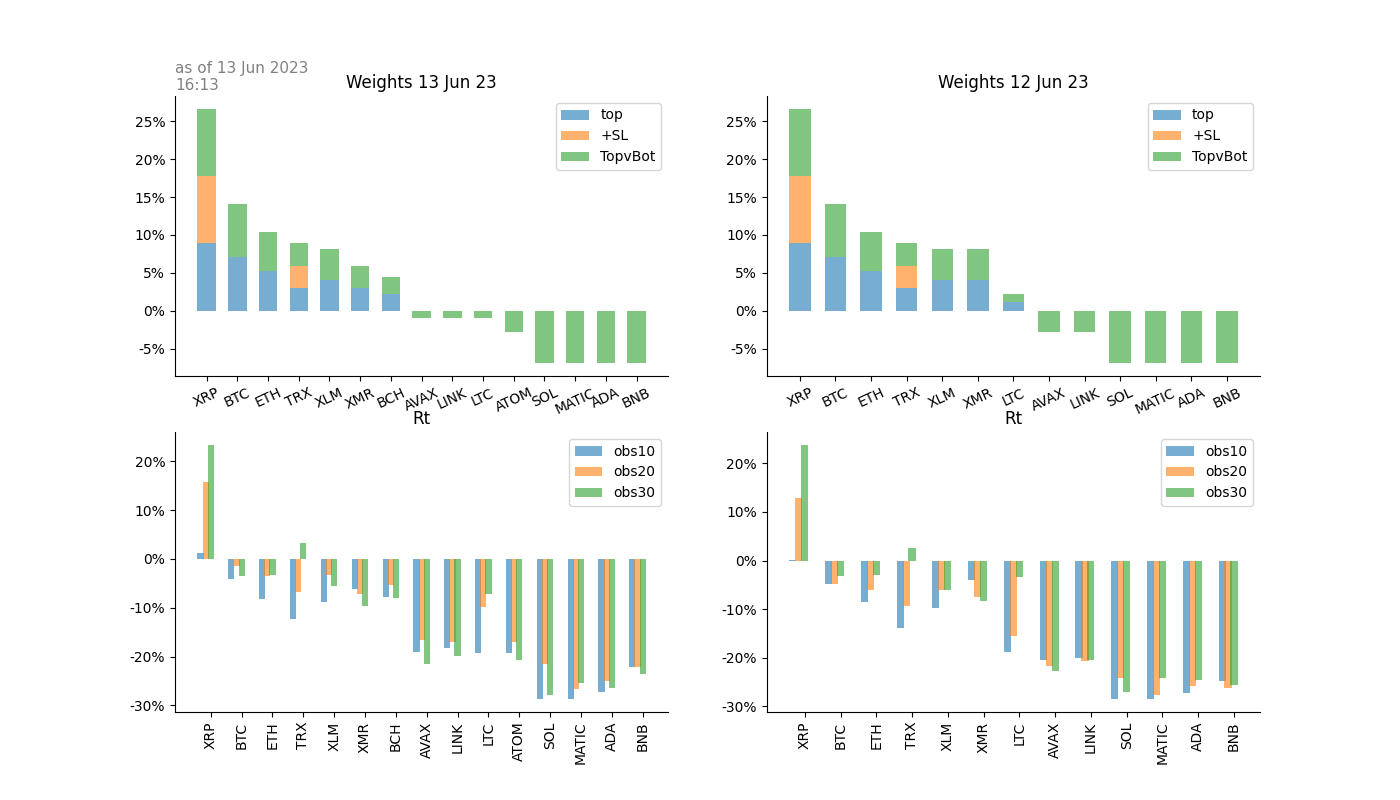 as of 13 Jun 2023
16:13
Weights 13 Jun 23
25%
20%
15%
10%
5%
0%
-5%
top
+SL
TopvBot
XRP BTC ETH TRX XLM XMR BCH AVAX LINK LTC ATOM SOL MATIC ADA BNB
Weights 12 Jun 23
25%
20%
15%
10%
5%
0%
-5%
top
+SL
TopvBot
XRP BTC ETH TRX XLM XMR LTC AVAX LINK SOL MATIC ADA BNB
Rt
20%
10%
0%
-10%
-20%
-30%
obs10
obs20
obs30
XRP BTC ETH TRX XLM XMR BCH AVAX LINK LTC ATOM SOL MATIC ADA BNB
Rt
20%
10%
0%
-10%
-20%
-30%
obs10
obs20
obs30
XRP BTC ETH TRX XLM XMR LTC AVAX LINK SOL MATIC ADA BNB